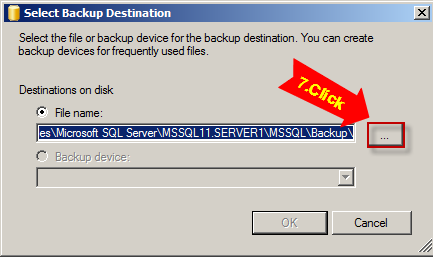 Select Backup Destination
Select the file or backup device for the backup destination. You can create
backup devices for frequently used files.
Destinations on disk
File name:
es\Microsoft SQL Server\MSSQL11.SERVER1\MSSQL\Backup\
...
7.Click
Backup device:
OK
Cancel